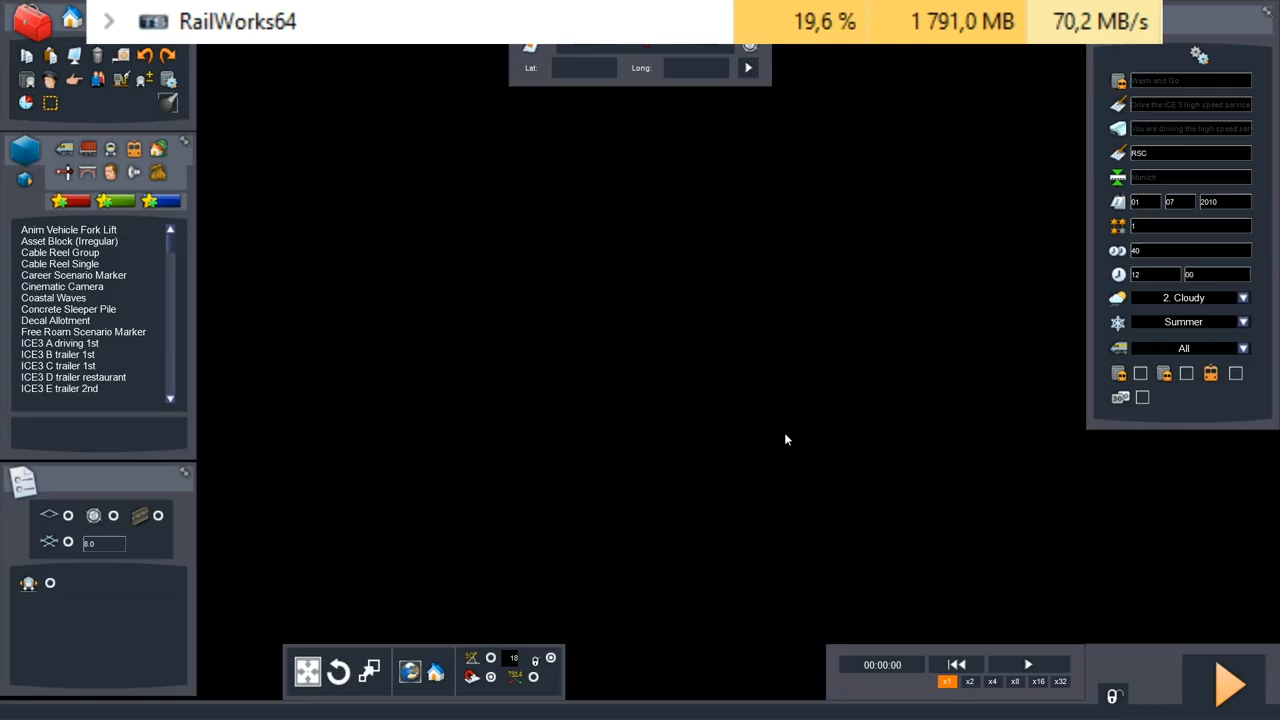 RailWorks64 19,6 % 1 791,0 MB 70,2 MB/s
Lat: Long:
Anim Vehicle Fork Lift
Asset Block (Irregular)
Cable Reel Group
Cable Reel Single
Career Scenario Marker
Cinematic Camera
Coastal Waves
Concrete Sleeper Pile
Decal Allotment
Free Roam Scenario Marker
ICE3 A driving 1st
ICE3 B trailer 1st
ICE3 C trailer 1st
ICE3 D trailer restaurant
ICE3 E trailer 2nd
8.0
Wash and Go
Drive the ICE 3 high speed service
You are driving the high speed ser
RSC
Munich
01 07 2010
1
40
12 00
2. Cloudy
Summer
All
18
00:00:00
x1 x2 x4 x8 x16 x32